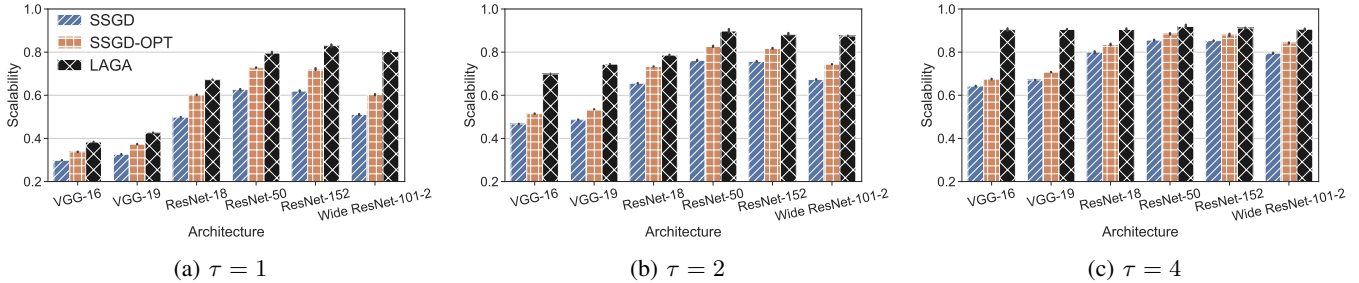 1.0
0.8
0.6
0.4
0.2
Scalability
SSGD
SSGD-OPT
LAGA
VGG-16
VGG-19
ResNet-18
ResNet-50
ResNet-152
Wide ResNet-101-2
Architecture
(a) τ = 1
1.0
0.8
0.6
0.4
0.2
Scalability
VGG-16
VGG-19
ResNet-18
ResNet-50
ResNet-152
Wide ResNet-101-2
Architecture
(b) τ = 2
1.0
0.8
0.6
0.4
0.2
Scalability
VGG-16
VGG-19
ResNet-18
ResNet-50
ResNet-152
Wide ResNet-101-2
Architecture
(c) τ = 4